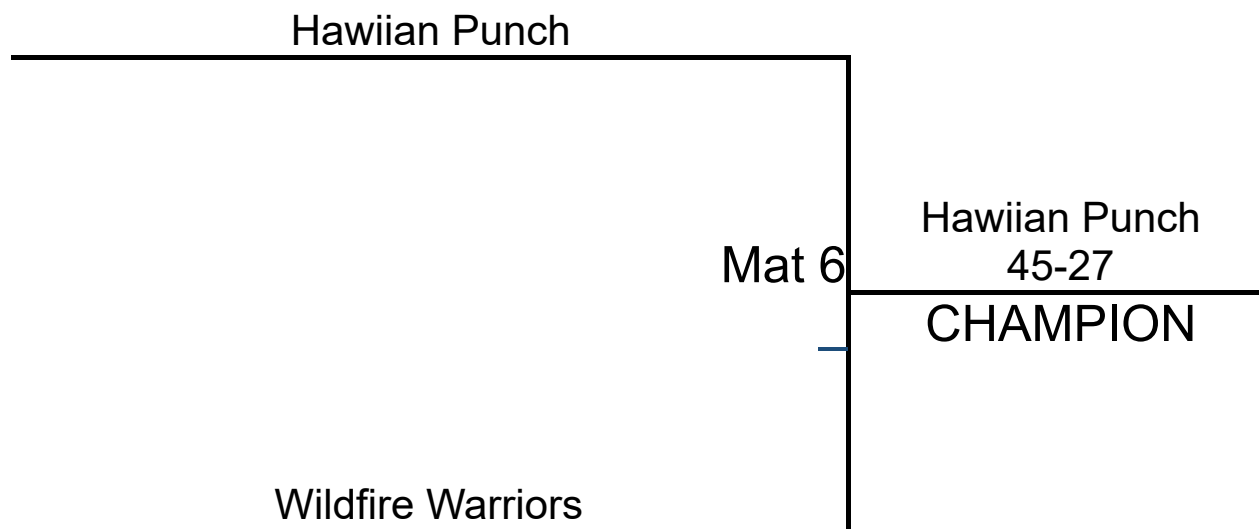 Hawiian Punch
Hawiian Punch
Mat 6
45-27
CHAMPION
Wildfire Warriors